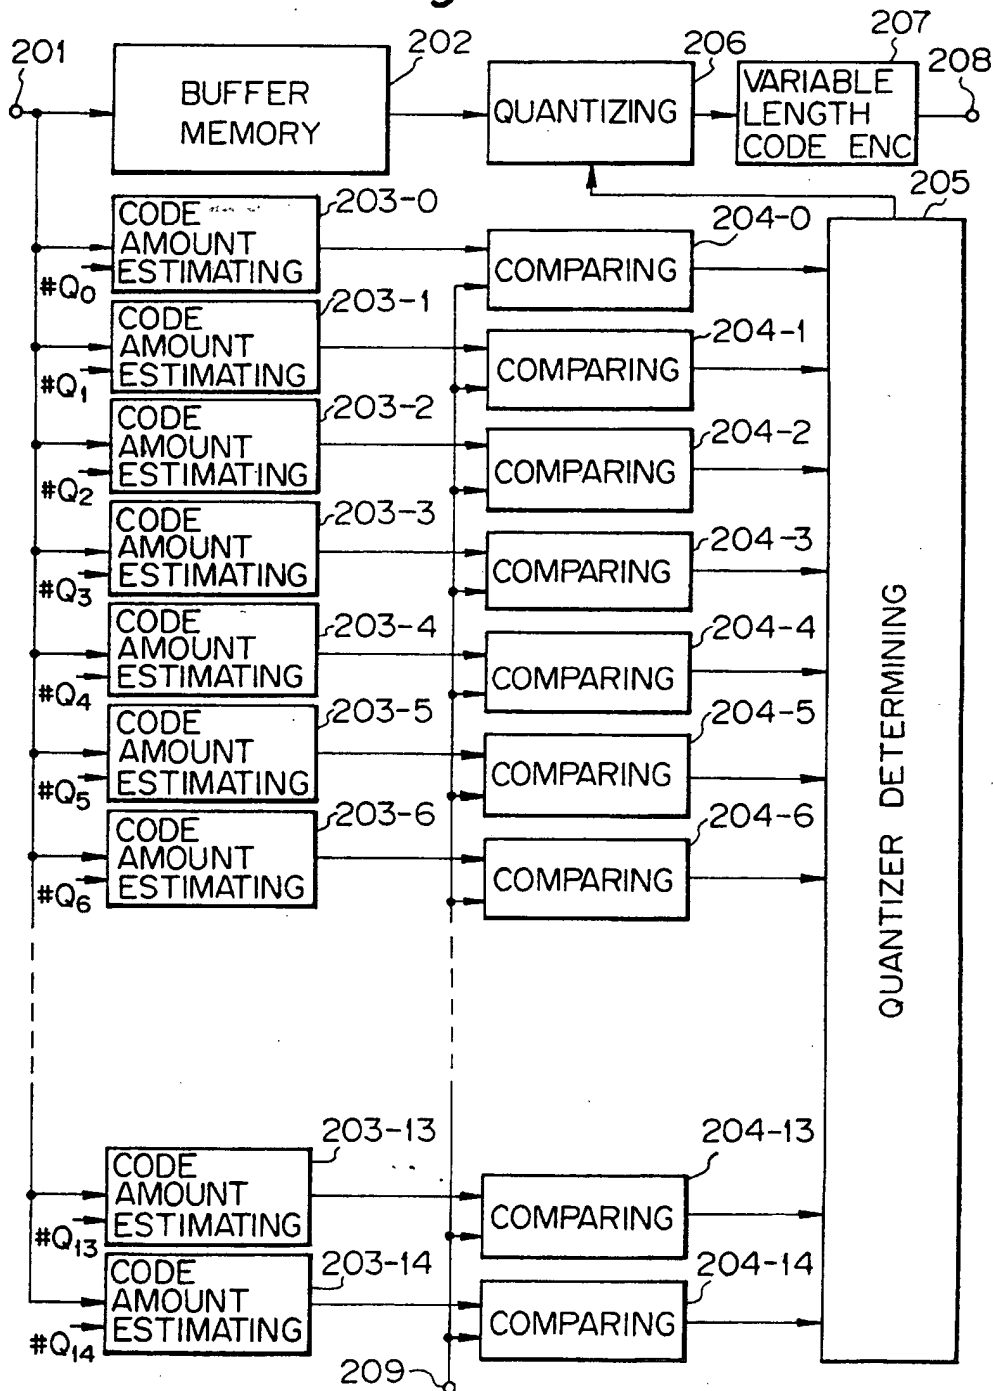 201
202
206
207
208
BUFFER
MEMORY
QUANTIZING
VARIABLE
LENGTH
CODE ENC
205
CODE
AMOUNT
ESTIMATING
203-0
#Q0
COMPARING
204-0
CODE
AMOUNT
ESTIMATING
203-1
#Q1
COMPARING
204-1
CODE
AMOUNT
ESTIMATING
203-2
#Q2
COMPARING
204-2
CODE
AMOUNT
ESTIMATING
203-3
#Q3
COMPARING
204-3
CODE
AMOUNT
ESTIMATING
203-4
#Q4
COMPARING
204-4
CODE
AMOUNT
ESTIMATING
203-5
#Q5
COMPARING
204-5
CODE
AMOUNT
ESTIMATING
203-6
#Q6
COMPARING
204-6
QUANTIZER DETERMINING
CODE
AMOUNT
ESTIMATING
203-13
#Q13
COMPARING
204-13
CODE
AMOUNT
ESTIMATING
203-14
#Q14
COMPARING
204-14
209